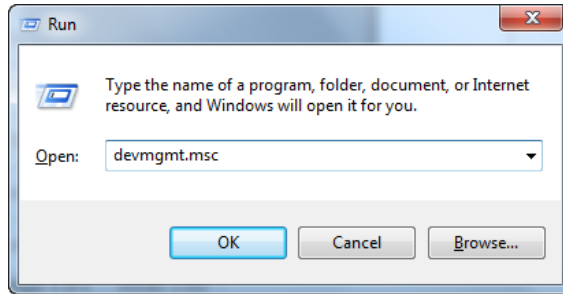 Run
Type the name of a program, folder, document, or Internet
resource, and Windows will open it for you.
Open: devmgmt.msc
OK Cancel Browse...